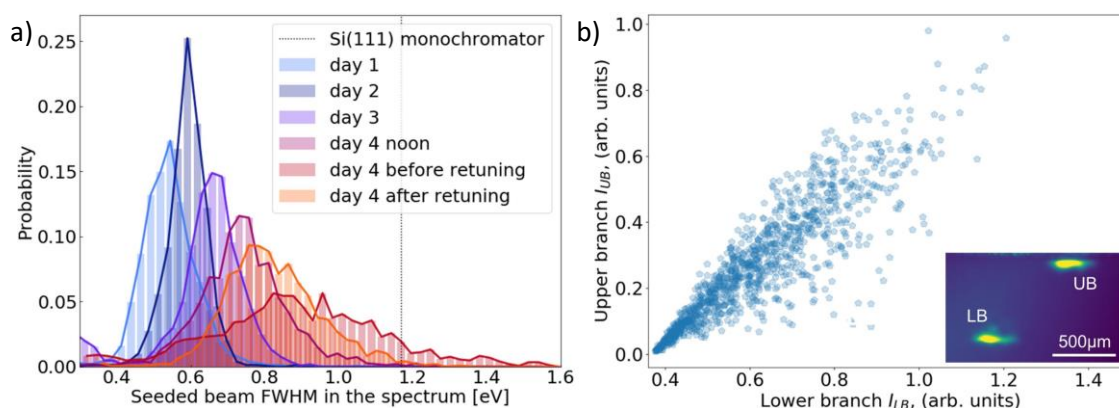 a)
Probability
0.25
0.20
0.15
0.10
0.05
0.00
Si(111) monochromator
day 1
day 2
day 3
day 4 noon
day 4 before retuning
day 4 after retuning
0.4 0.6 0.8 1.0 1.2 1.4 1.6
Seeded beam FWHM in the spectrum [eV]
b)
Upper branch I_UB, (arb. units)
1.0
0.8
0.6
0.4
0.2
0.0
UB
LB
500μm
0.4 0.6 0.8 1.0 1.2 1.4
Lower branch I_LB, (arb. units)